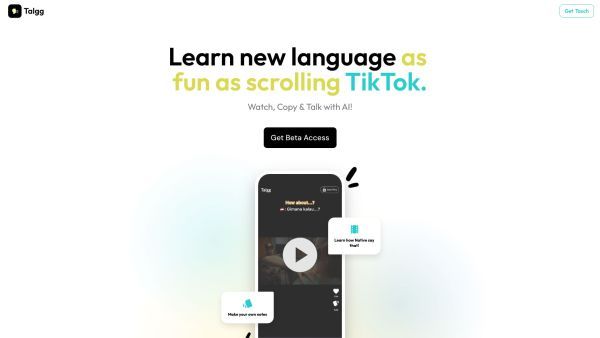 Talgg
Get Touch
Learn new language as
fun as scrolling TikTok.
Watch, Copy & Talk with AI!
Get Beta Access
Talgg
How about...?
: Gimana kalau...?
Learn how Native say
that!
Make your own notes